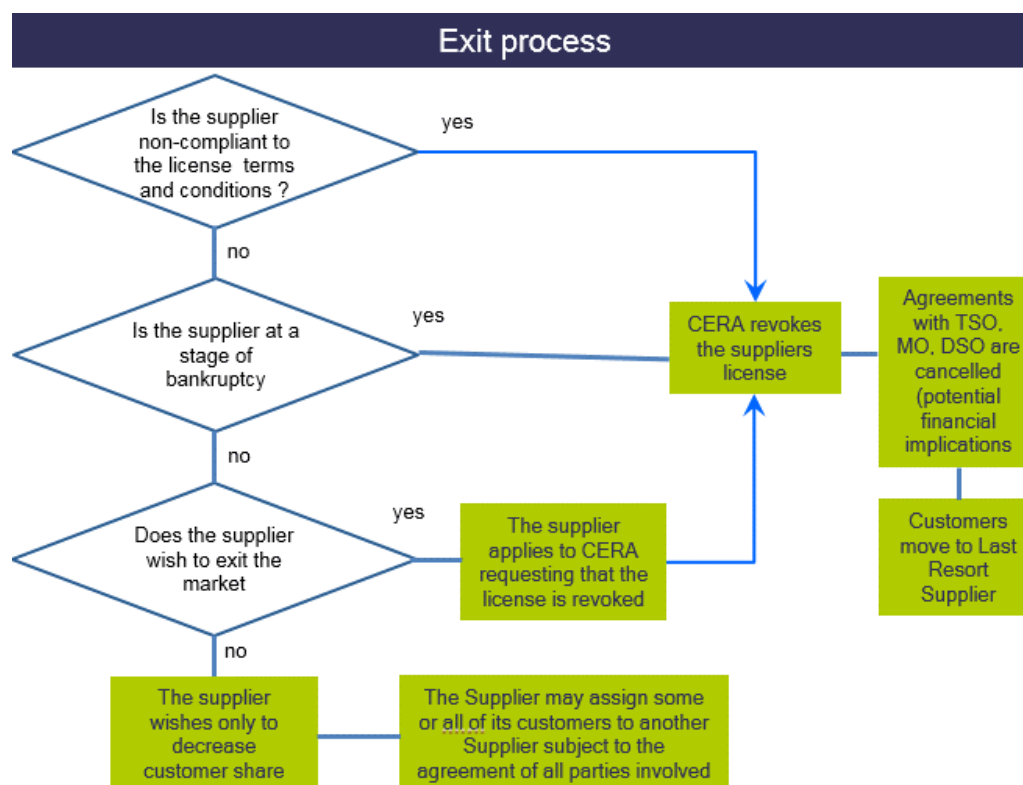 Exit process
Is the supplier
non-compliant to
the license terms
and conditions ?
yes
no
Is the supplier at a
stage of
bankruptcy
yes
CERA revokes
the suppliers
license
Agreements
with TSO,
MO, DSO are
cancelled
(potential
financial
implications
no
Does the supplier
wish to exit the
market
yes
The supplier
applies to CERA
requesting that the
license is revoked
Customers
move to Last
Resort
Supplier
no
The supplier
wishes only to
decrease
customer share
The Supplier may assign some
or all of its customers to another
Supplier subject to the
agreement of all parties involved